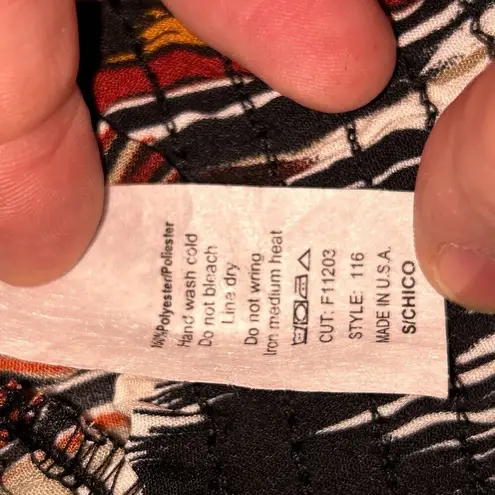 100%Polyester/Poliester
Hand wash cold
Do not bleach
Line dry
Do not wring
Iron medium heat
CUT: F11203
STYLE: 116
MADE IN U.S.A.
S/CHICO